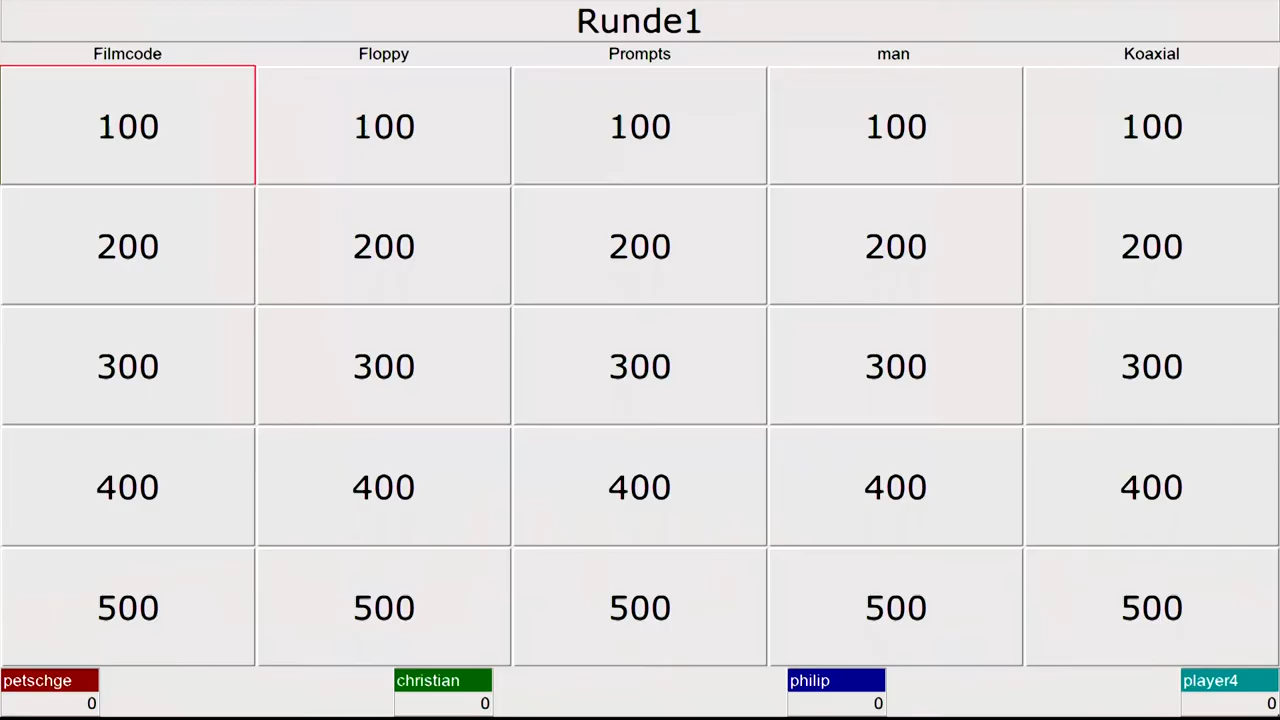 Runde1
Filmcode Floppy Prompts man Koaxial
100 100 100 100 100
200 200 200 200 200
300 300 300 300 300
400 400 400 400 400
500 500 500 500 500
petschge christian philip player4
0 0 0 0